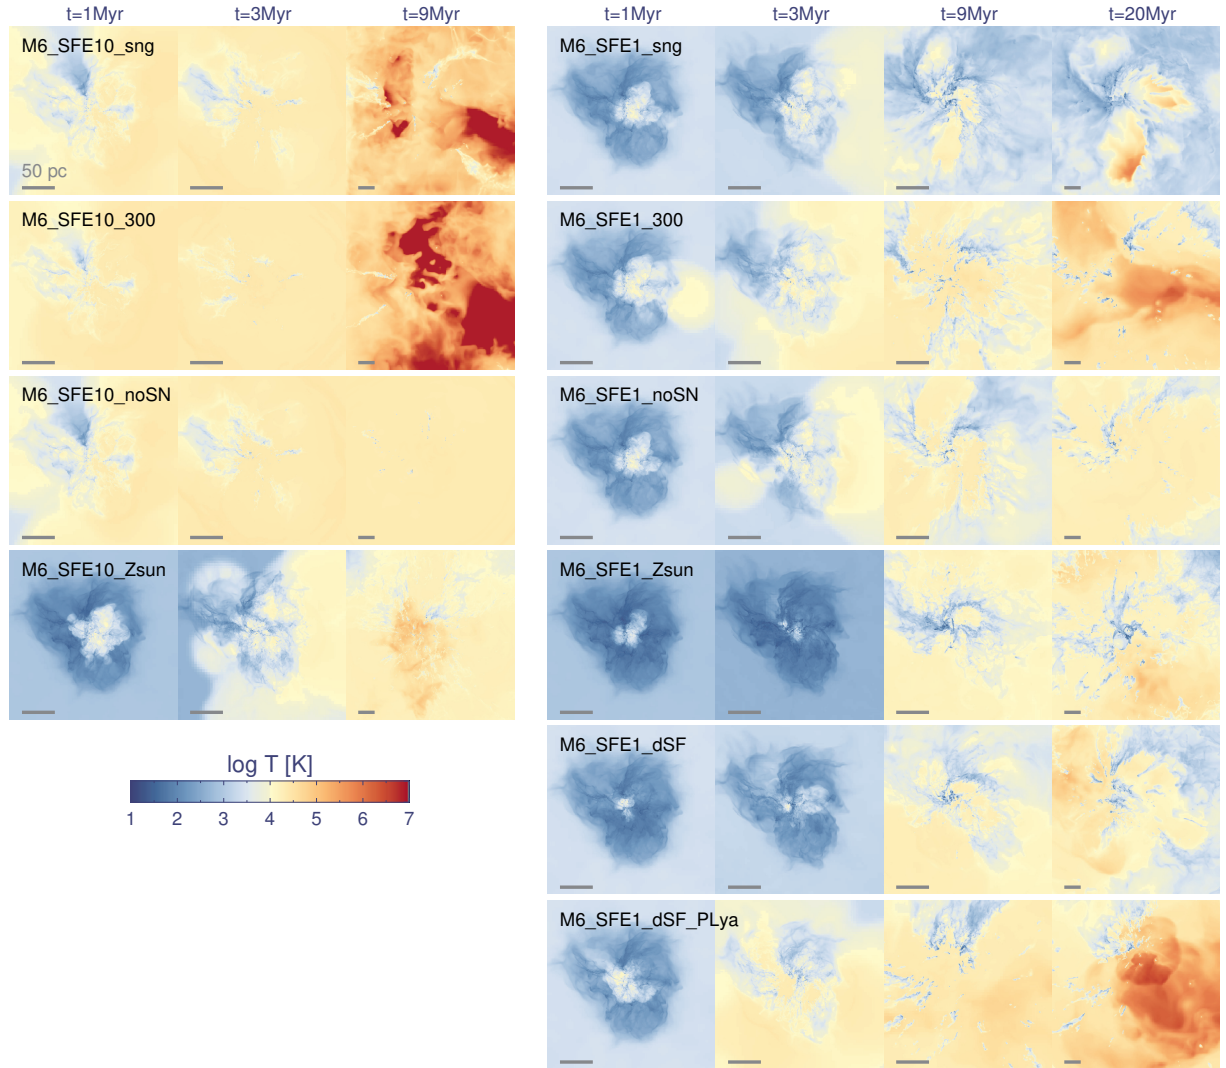 t=1Myr t=3Myr t=9Myr
M6_SFE10_sng
50 pc
M6_SFE10_300
M6_SFE10_noSN
M6_SFE10_Zsun
log T [K]
1 2 3 4 5 6 7
t=1Myr t=3Myr t=9Myr t=20Myr
M6_SFE1_sng
M6_SFE1_300
M6_SFE1_noSN
M6_SFE1_Zsun
M6_SFE1_dSF
M6_SFE1_dSF_PLya